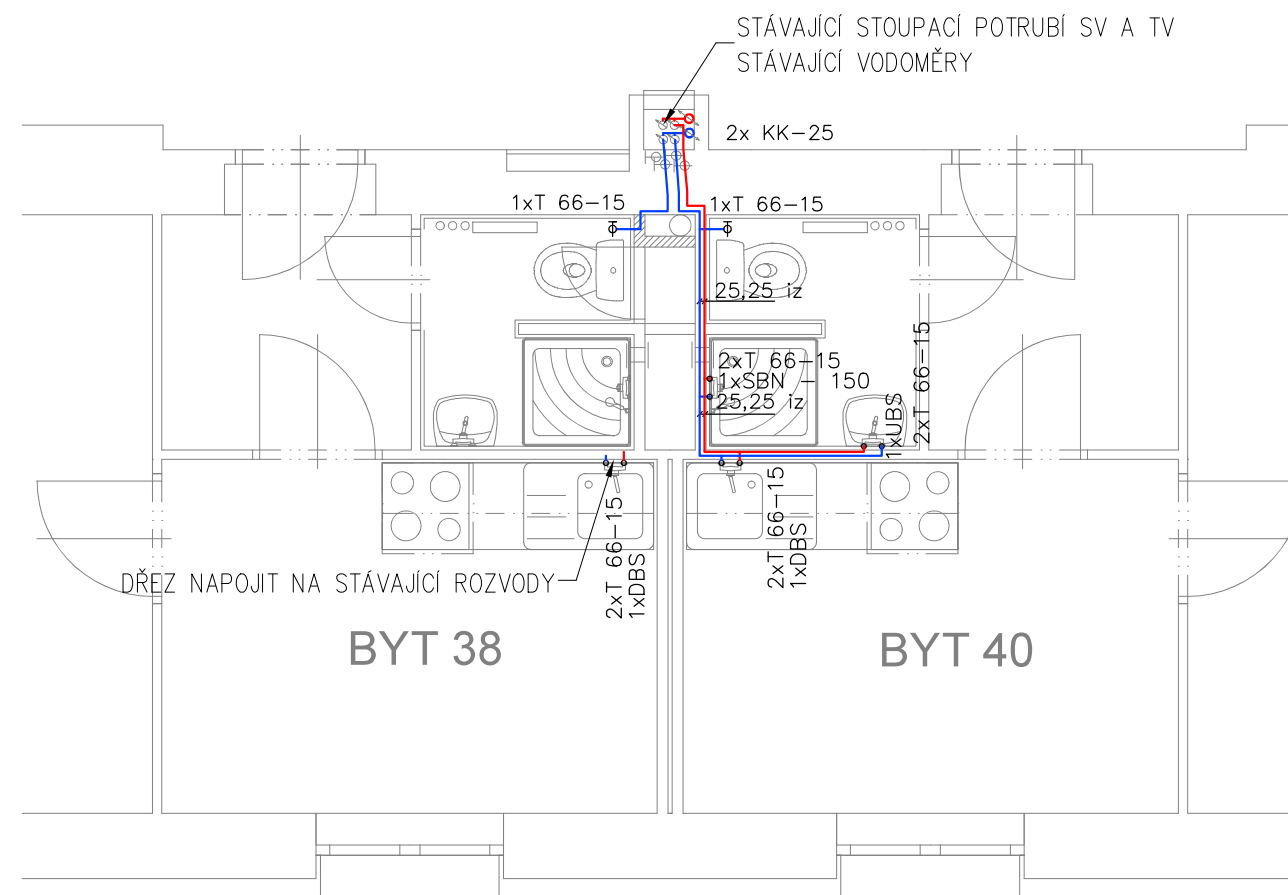 STÁVAJÍCÍ STOUPACÍ POTRUBÍ SV A TV
STÁVAJÍCÍ VODOMĚRY
2x KK-25
1xT 66-15
1xT 66-15
25,25 iz
2xT 66-15
1xSBN - 150
25,25 iz
1xUBS
2xT 66-15
DŘEZ NAPOJIT NA STÁVAJÍCÍ ROZVODY
2xT 66-15
1xDBS
2xT 66-15
1xDBS
BYT 38
BYT 40